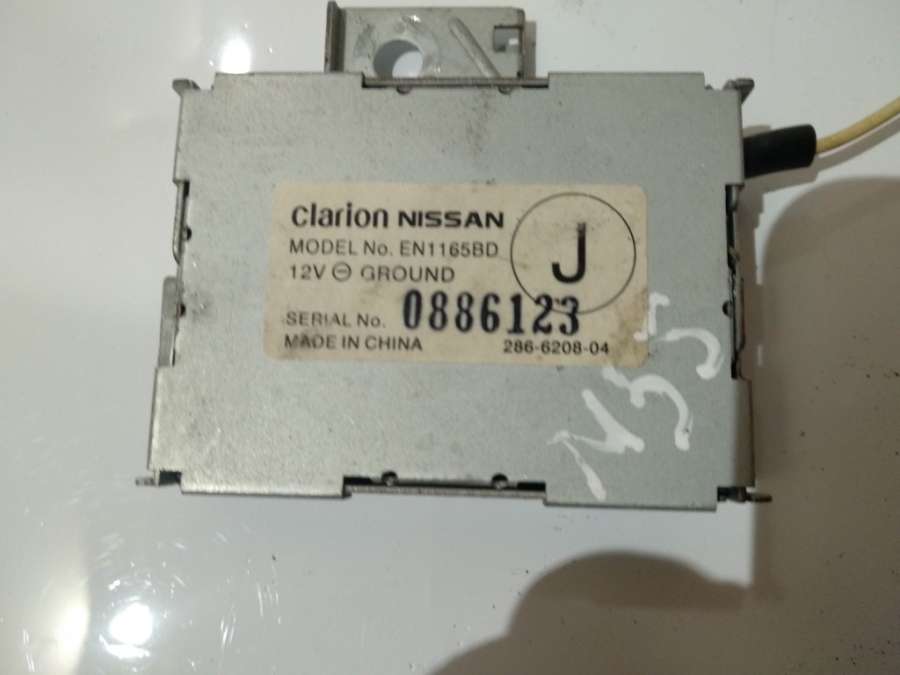 clarion NISSAN
J
MODEL No. EN1165BD
12V ⊖ GROUND
SERIAL No. 0886123
MADE IN CHINA 286-6208-04